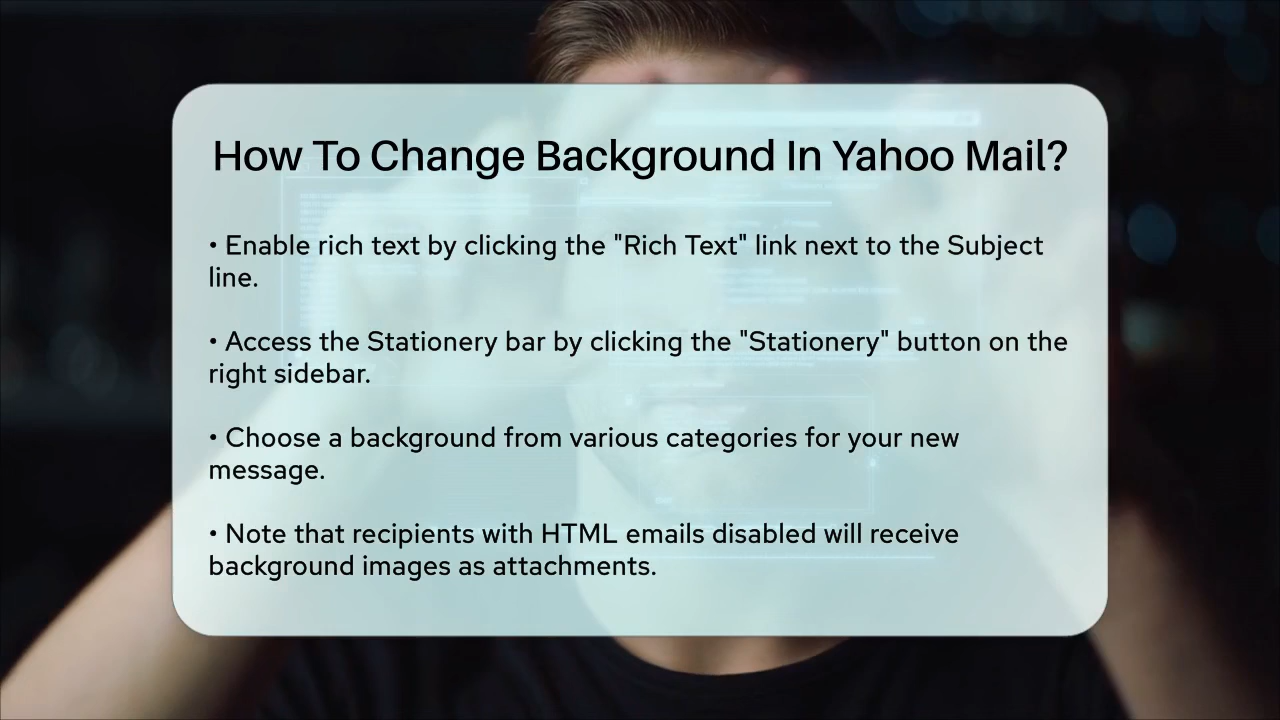 How To Change Background In Yahoo Mail?
• Enable rich text by clicking the "Rich Text" link next to the Subject
line.
• Access the Stationery bar by clicking the "Stationery" button on the
right sidebar.
• Choose a background from various categories for your new
message.
• Note that recipients with HTML emails disabled will receive
background images as attachments.